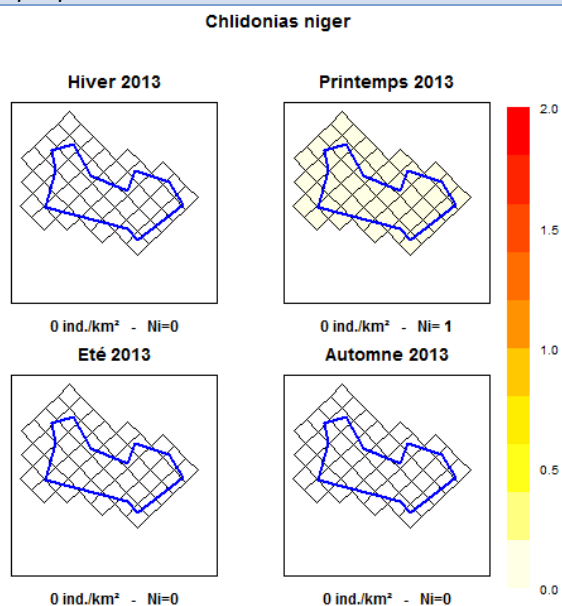 Chlidonias niger
Hiver 2013
Printemps 2013
0 ind./km² - Ni=0
0 ind./km² - Ni= 1
Eté 2013
Automne 2013
0 ind./km² - Ni=0
0 ind./km² - Ni=0
2.0
1.5
1.0
0.5
0.0